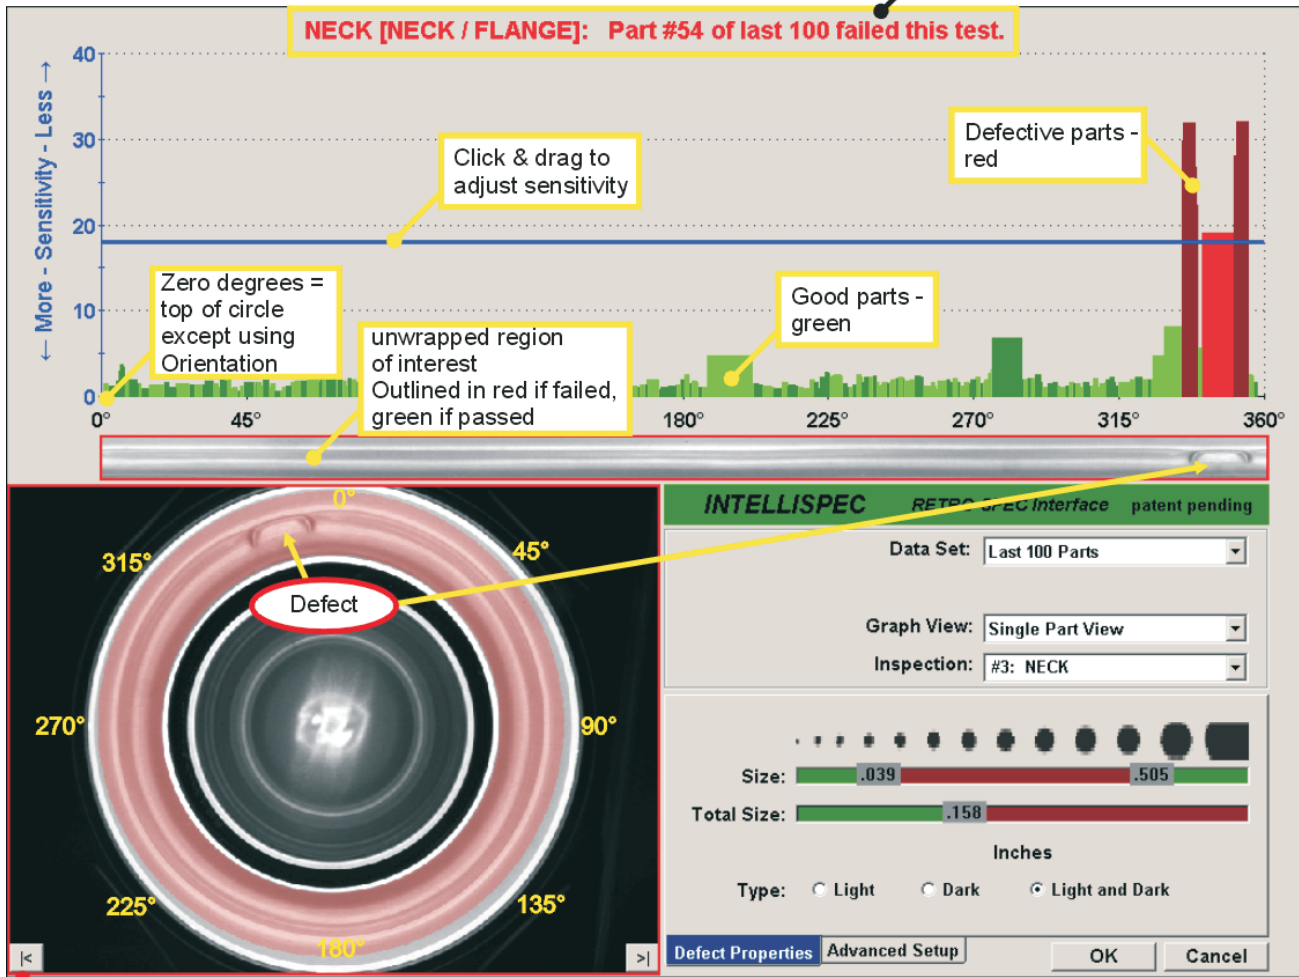 NECK [NECK / FLANGE]: Part #54 of last 100 failed this test.
← More - Sensitivity - Less →
40
30
20
10
0
Click & drag to
adjust sensitivity
Defective parts -
red
Zero degrees =
top of circle
except using
Orientation
unwrapped region
of interest
Outlined in red if failed,
green if passed
Good parts -
green
0°
45°
180°
225°
270°
315°
360°
0°
45°
90°
135°
180°
225°
270°
315°
Defect
|<
>|
INTELLISPEC RETRO-SPEC Interface patent pending
Data Set: Last 100 Parts
Graph View: Single Part View
Inspection: #3: NECK
Size: .039 .505
Total Size: .158
Inches
Type: Light Dark Light and Dark
Defect Properties Advanced Setup OK Cancel